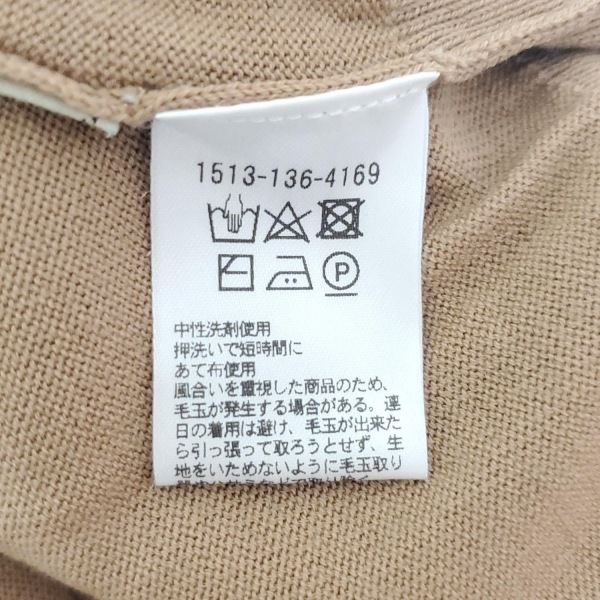 1513-136-4169
P
中性洗剤使用
押洗いで短時間に
あて布使用
風合いを重視した商品のため、
毛玉が発生する場合がある。連
日の着用は避け、毛玉が出来た
ら引っ張って取ろうとせず、生
地をいためないように毛玉取り